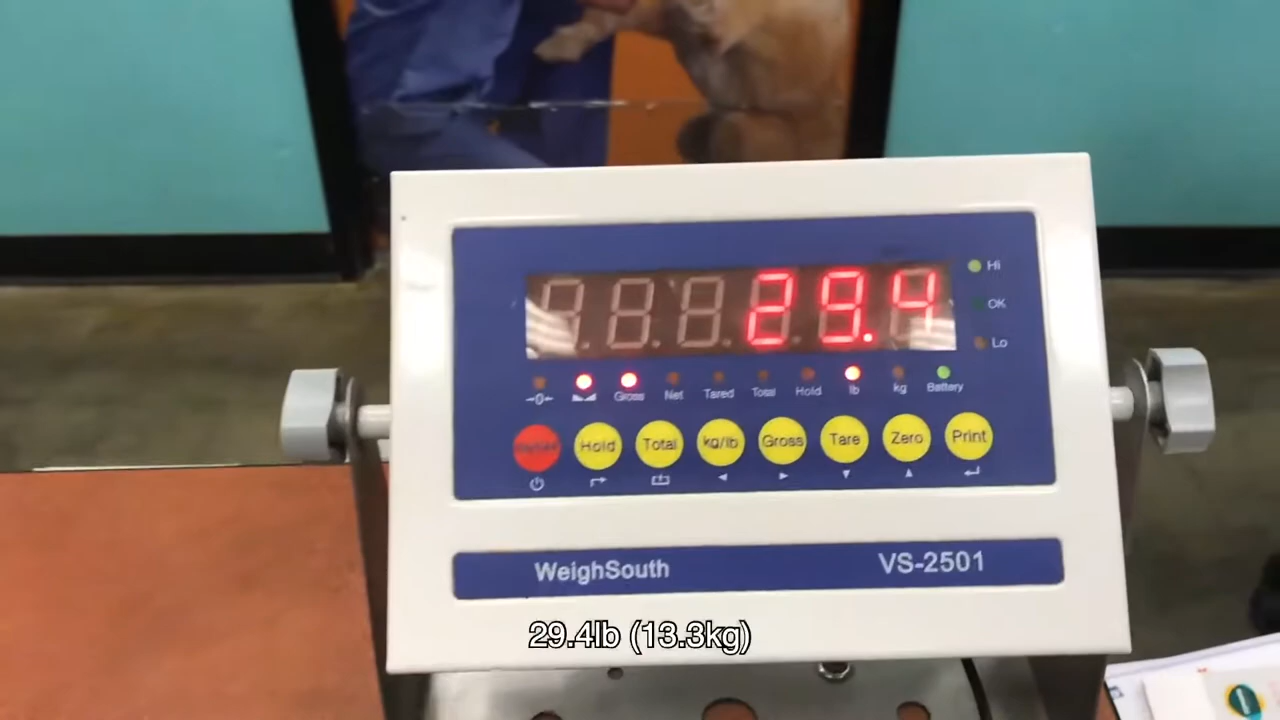 29.4
Hi
OK
Lo
→0← Gross Net Tared Total Hold lb kg Battery
Hold Total kg/lb Gross Tare Zero Print
WeighSouth VS-2501
29.4lb (13.3kg)